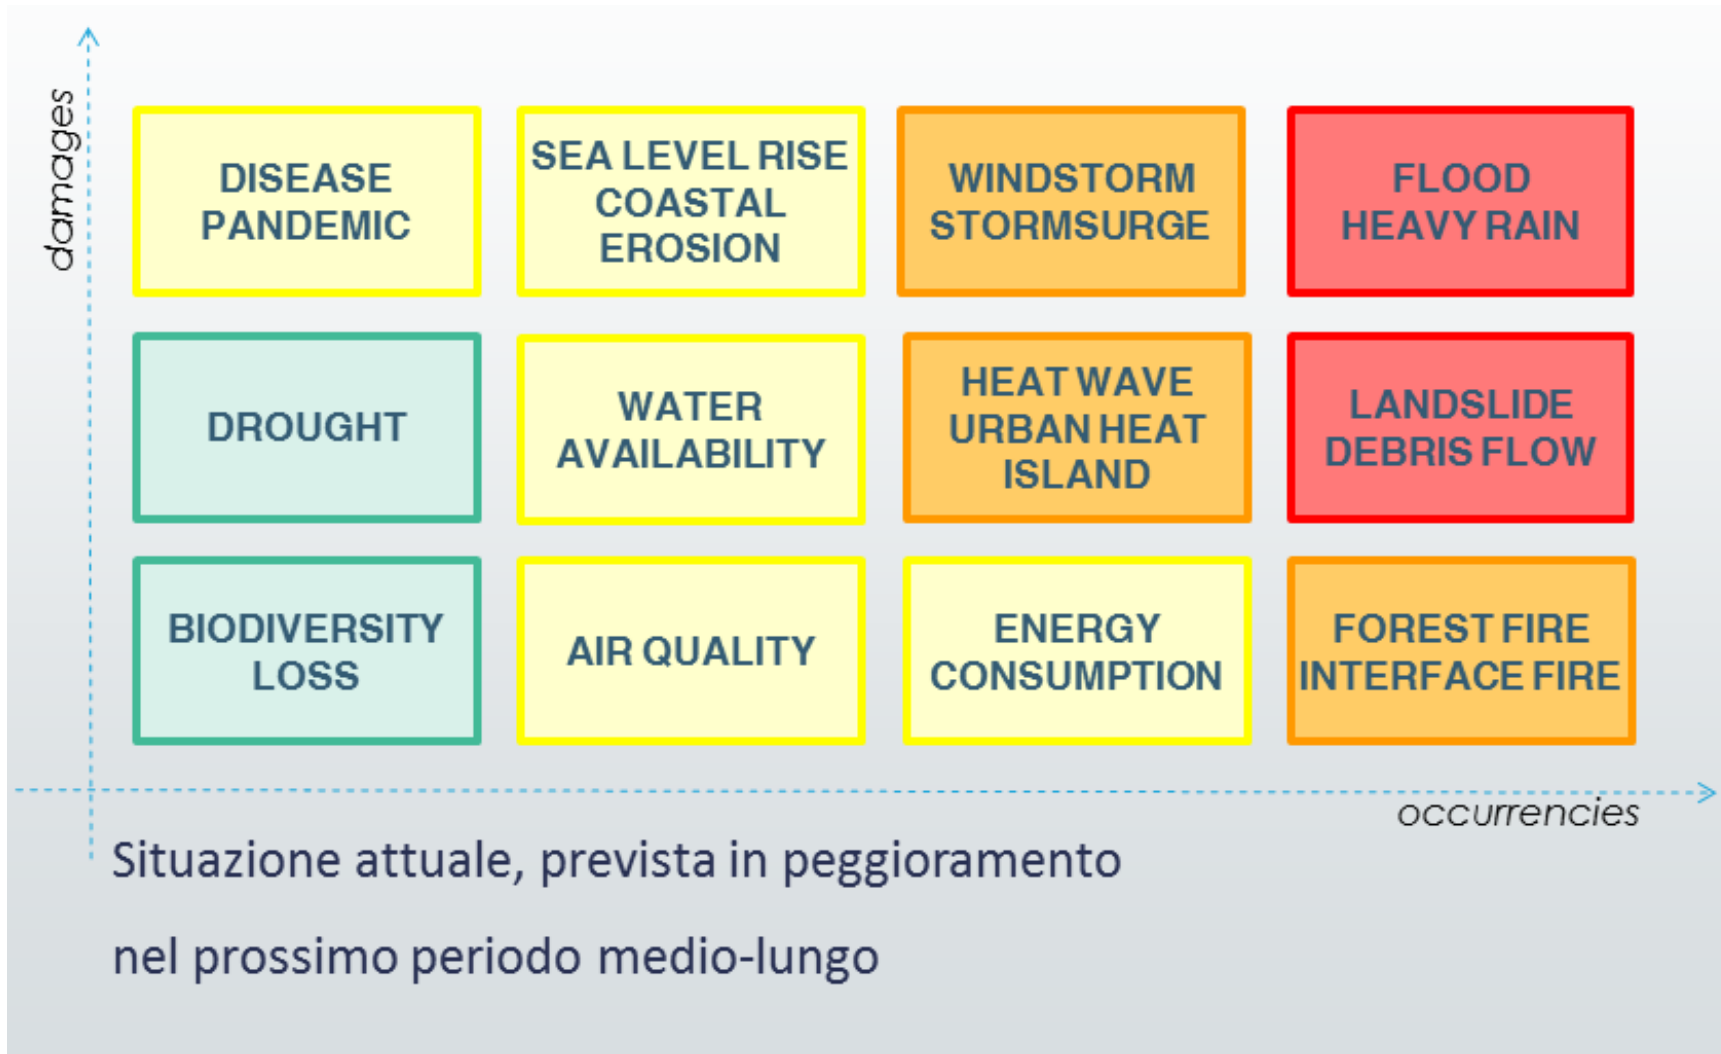 damages
DISEASE
PANDEMIC
SEA LEVEL RISE
COASTAL
EROSION
WINDSTORM
STORMSURGE
FLOOD
HEAVY RAIN
DROUGHT
WATER
AVAILABILITY
HEAT WAVE
URBAN HEAT
ISLAND
LANDSLIDE
DEBRIS FLOW
BIODIVERSITY
LOSS
AIR QUALITY
ENERGY
CONSUMPTION
FOREST FIRE
INTERFACE FIRE
occurrencies
Situazione attuale, prevista in peggioramento
nel prossimo periodo medio-lungo